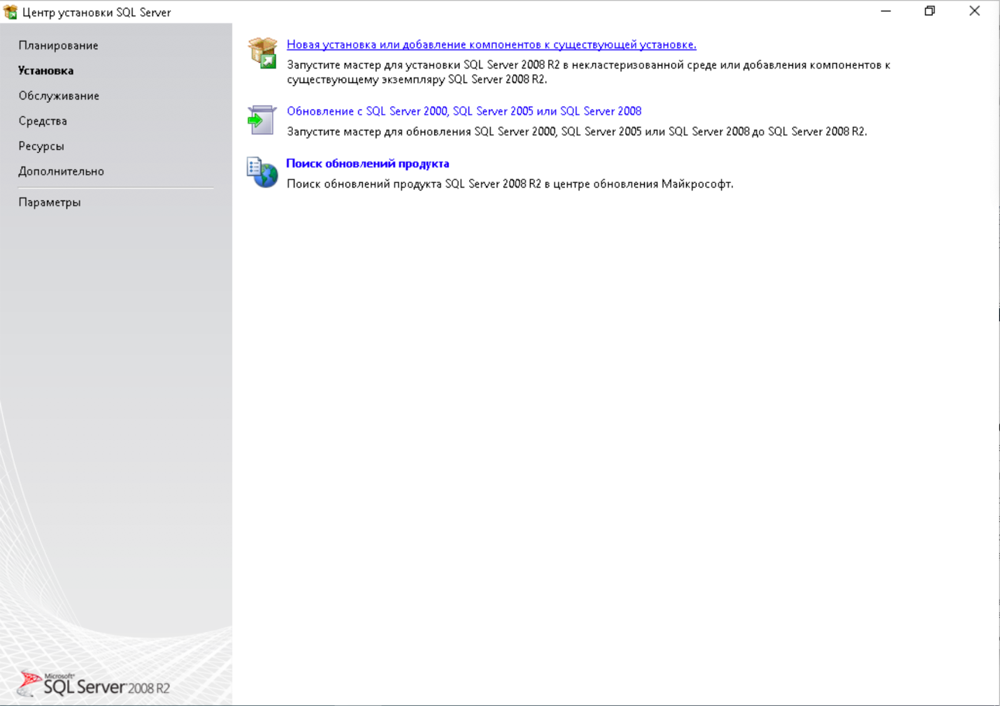 Центр установки SQL Server
Планирование
Установка
Обслуживание
Средства
Ресурсы
Дополнительно
Параметры
Новая установка или добавление компонентов к существующей установке.
Запустите мастер для установки SQL Server 2008 R2 в некластеризованной среде или добавления компонентов к
существующему экземпляру SQL Server 2008 R2.
Обновление с SQL Server 2000, SQL Server 2005 или SQL Server 2008
Запустите мастер для обновления SQL Server 2000, SQL Server 2005 или SQL Server 2008 до SQL Server 2008 R2.
Поиск обновлений продукта
Поиск обновлений продукта SQL Server 2008 R2 в центре обновления Майкрософт.
Microsoft®
SQL Server 2008 R2